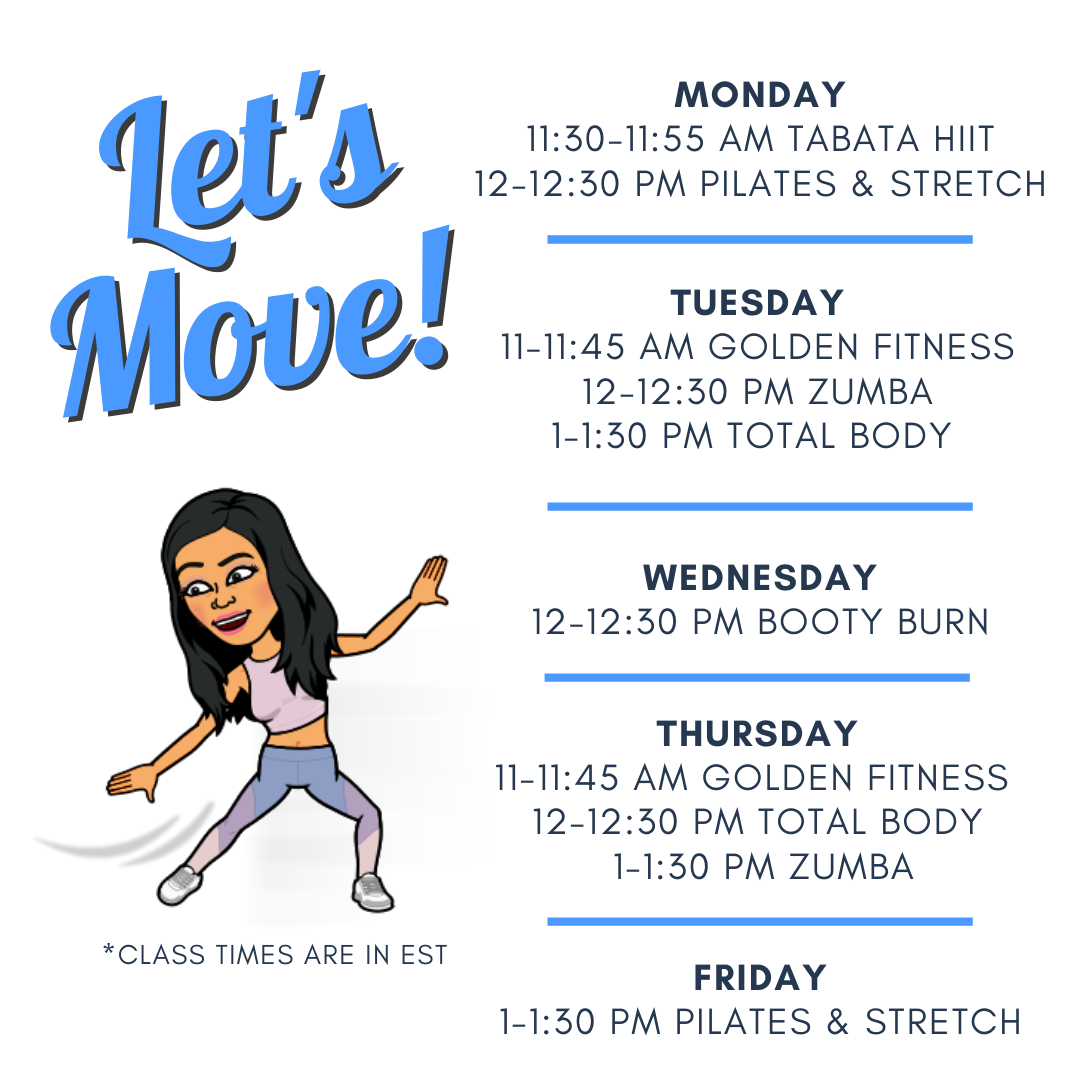 Let's
Move!
MONDAY
11:30-11:55 AM TABATA HIIT
12-12:30 PM PILATES & STRETCH
TUESDAY
11-11:45 AM GOLDEN FITNESS
12-12:30 PM ZUMBA
1-1:30 PM TOTAL BODY
WEDNESDAY
12-12:30 PM BOOTY BURN
THURSDAY
11-11:45 AM GOLDEN FITNESS
12-12:30 PM TOTAL BODY
1-1:30 PM ZUMBA
FRIDAY
1-1:30 PM PILATES & STRETCH
*CLASS TIMES ARE IN EST